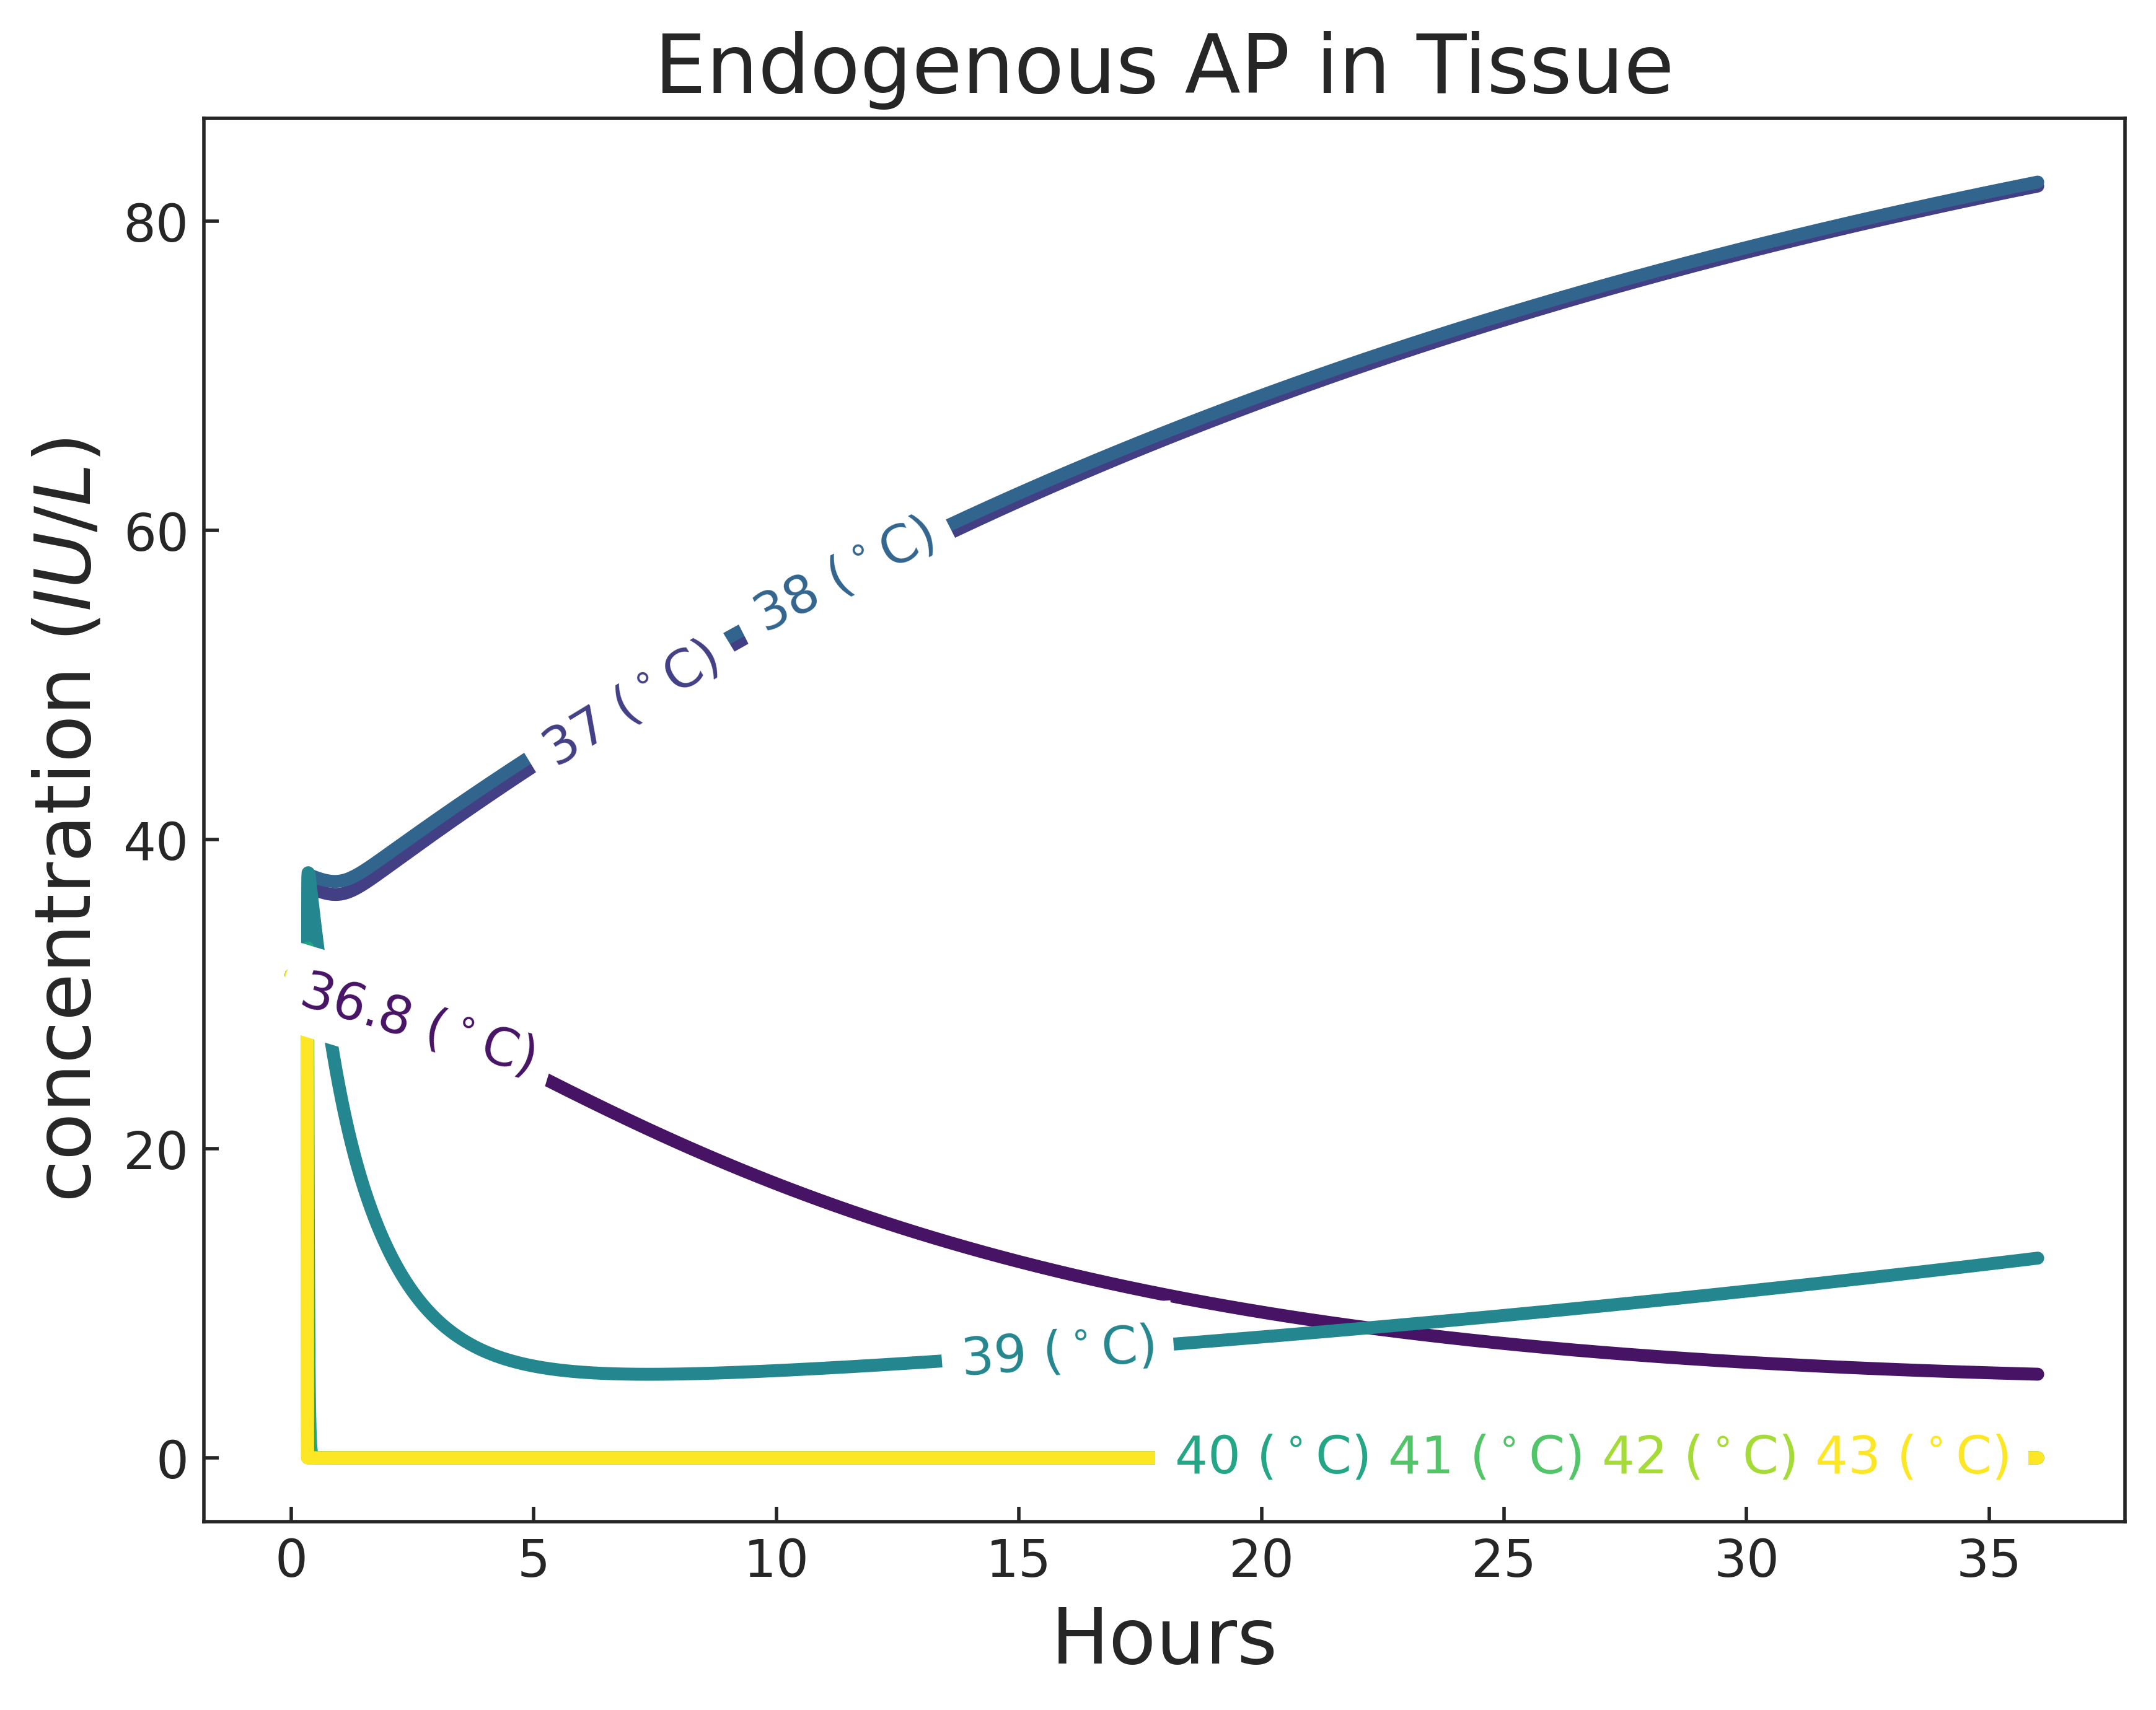 Endogenous AP in Tissue
concentration (IU/L)
80
60
40
20
0
38 (°C)
37 (°C)
36.8 (°C)
39 (°C)
40 (°C) 41 (°C) 42 (°C) 43 (°C)
0 5 10 15 20 25 30 35
Hours